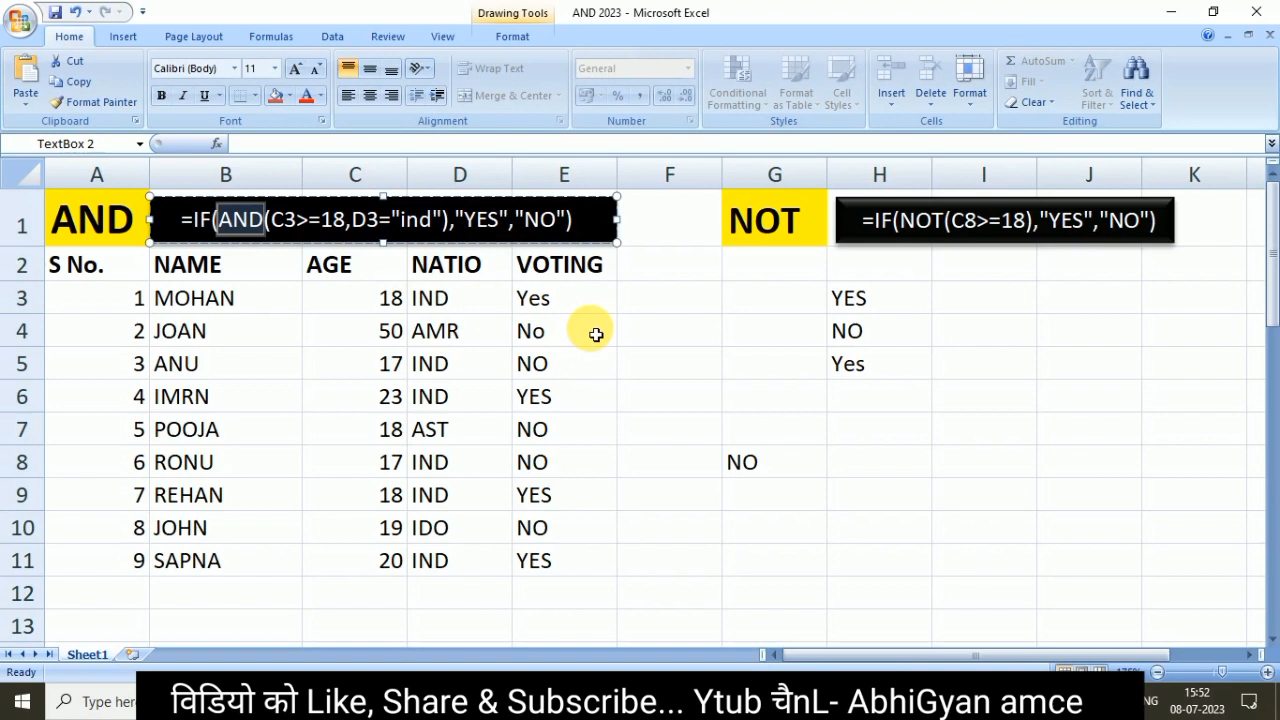 AND 2023 - Microsoft Excel
Drawing Tools
Home Insert Page Layout Formulas Data Review View Format
Paste Cut Copy Format Painter
Calibri (Body) 11
Wrap Text Merge & Center
General
Conditional Formatting Format as Table Cell Styles
Insert Delete Format
AutoSum Fill Clear Sort & Filter Find & Select
Clipboard Font Alignment Number Styles Cells Editing
TextBox 2 fx
A B C D E F G H I J K
1 AND =IF(AND(C3>=18,D3="ind"),"YES","NO") NOT =IF(NOT(C8>=18),"YES","NO")
2 S No. NAME AGE NATIO VOTING
3 1 MOHAN 18 IND Yes YES
4 2 JOAN 50 AMR No NO
5 3 ANU 17 IND NO Yes
6 4 IMRN 23 IND YES
7 5 POOJA 18 AST NO
8 6 RONU 17 IND NO NO
9 7 REHAN 18 IND YES
10 8 JOHN 19 IDO NO
11 9 SAPNA 20 IND YES
12
13
Sheet1
Ready
Type here
NG 15:52
08-07-2023
विडियो को Like, Share & Subscribe... Ytub चैnL- AbhiGyan amce